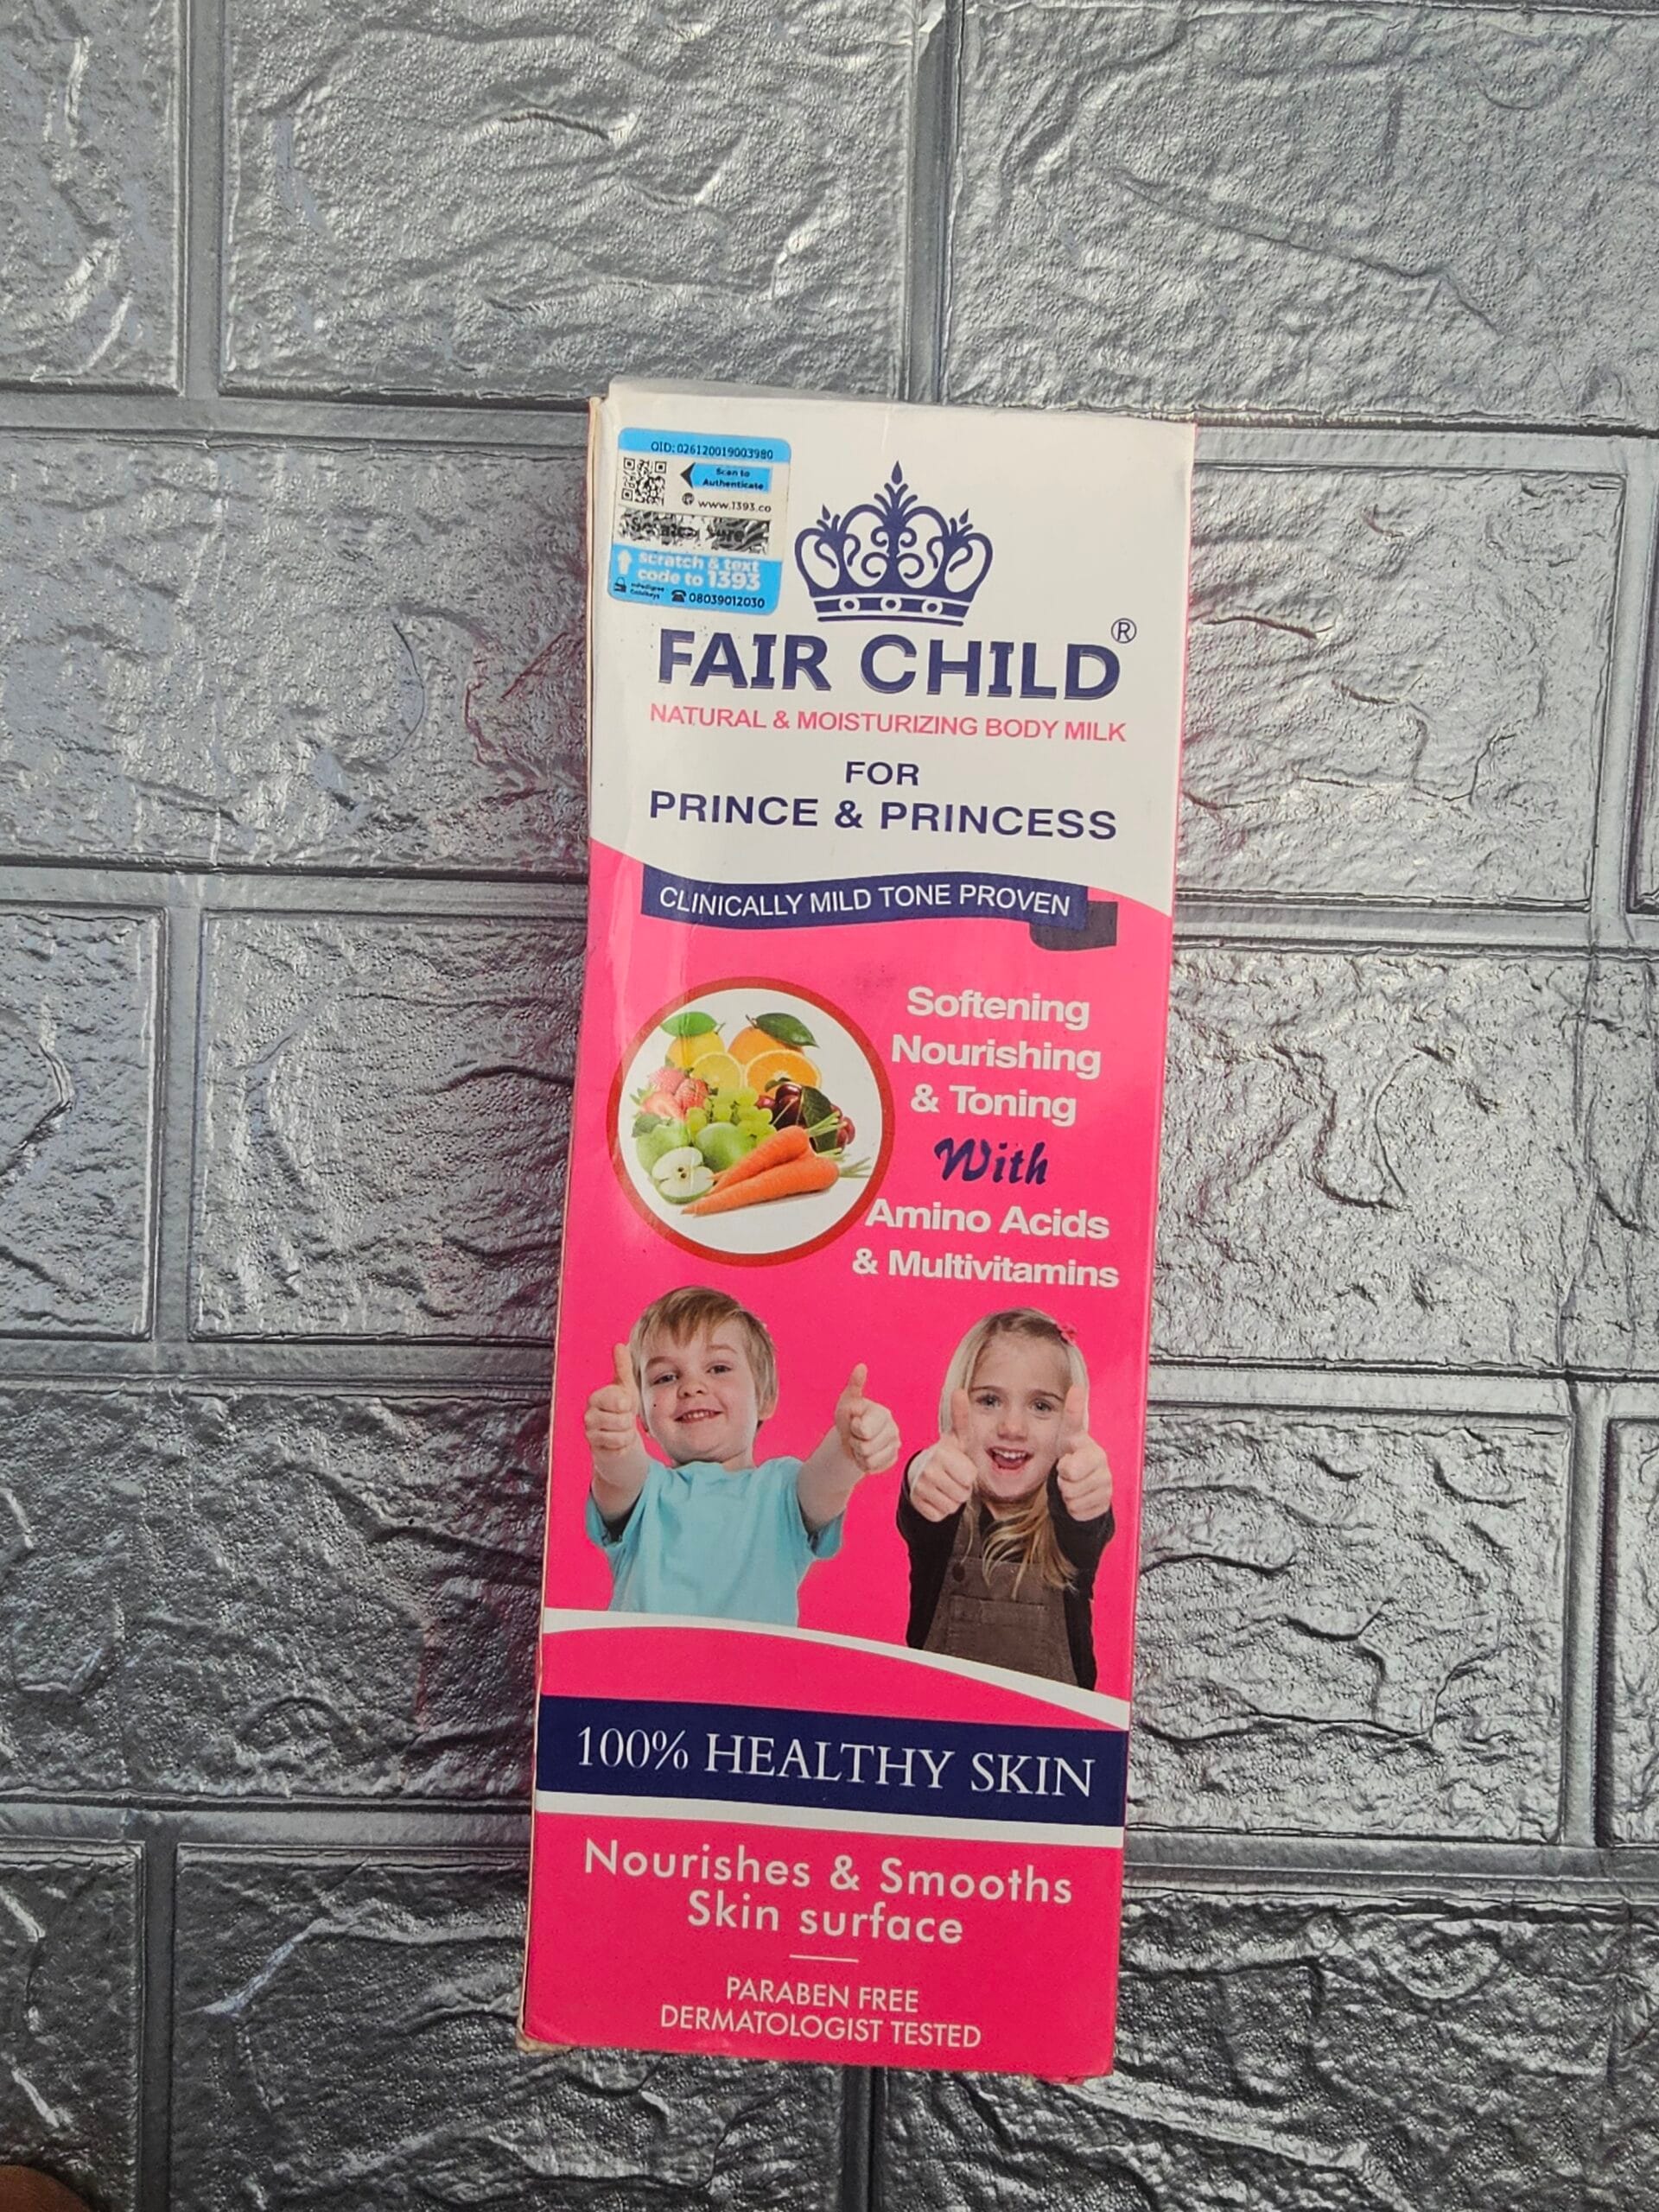 OID: 026120019003980
Scan to
Authenticate
www.1393.co
scratch & text
code to 1393
08039012030
FAIR CHILD®
NATURAL & MOISTURIZING BODY MILK
FOR
PRINCE & PRINCESS
CLINICALLY MILD TONE PROVEN
Softening
Nourishing
& Toning
With
Amino Acids
& Multivitamins
100% HEALTHY SKIN
Nourishes & Smooths
Skin surface
PARABEN FREE
DERMATOLOGIST TESTED